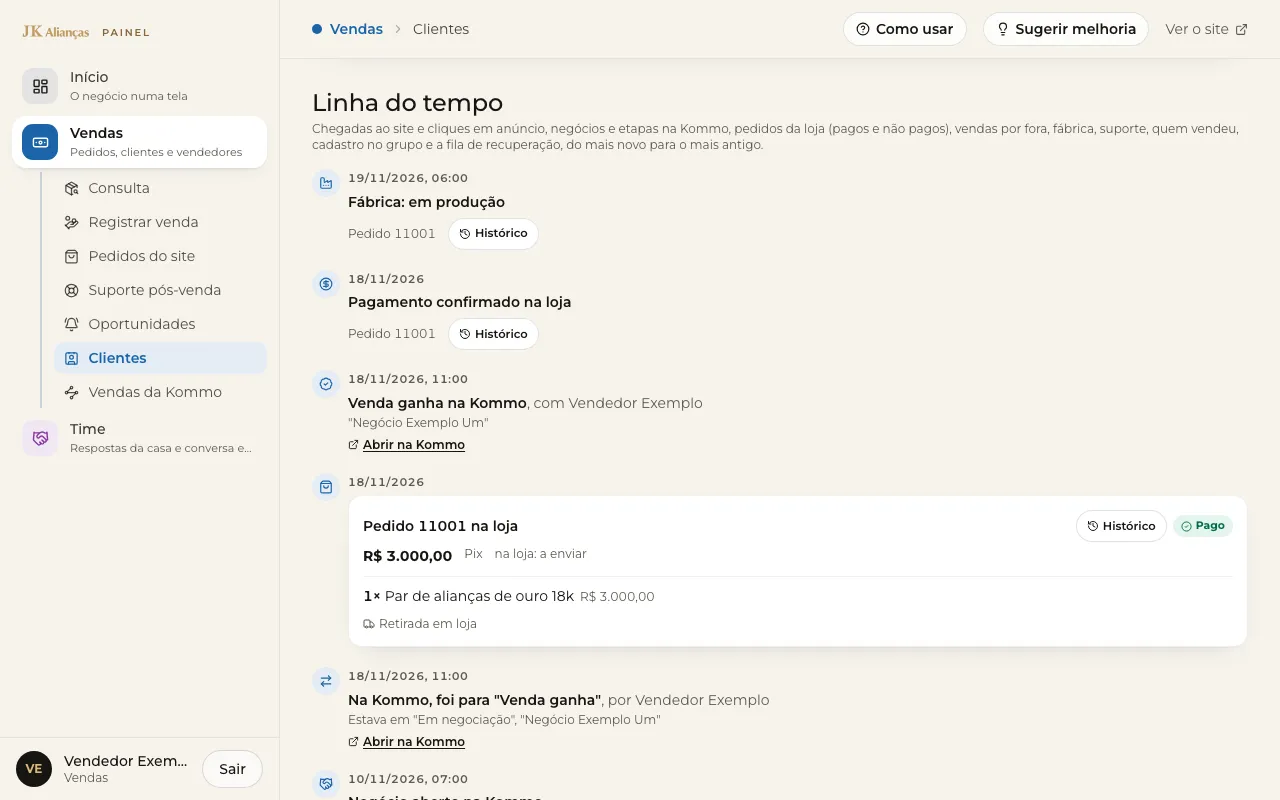 JK Alianças PAINEL
Início
O negócio numa tela
Vendas
Pedidos, clientes e vendedores
Consulta
Registrar venda
Pedidos do site
Suporte pós-venda
Oportunidades
Clientes
Vendas da Kommo
Time
Respostas da casa e conversa e...
VE
Vendedor Exem...
Vendas
Sair
Vendas > Clientes
Como usar
Sugerir melhoria
Ver o site
Linha do tempo
Chegadas ao site e cliques em anúncio, negócios e etapas na Kommo, pedidos da loja (pagos e não pagos), vendas por fora, fábrica, suporte, quem vendeu,
cadastro no grupo e a fila de recuperação, do mais novo para o mais antigo.
19/11/2026, 06:00
Fábrica: em produção
Pedido 11001 Histórico
18/11/2026
Pagamento confirmado na loja
Pedido 11001 Histórico
18/11/2026, 11:00
Venda ganha na Kommo, com Vendedor Exemplo
"Negócio Exemplo Um"
Abrir na Kommo
18/11/2026
Pedido 11001 na loja Histórico Pago
R$ 3.000,00 Pix na loja: a enviar
1× Par de alianças de ouro 18k R$ 3.000,00
Retirada em loja
18/11/2026, 11:00
Na Kommo, foi para "Venda ganha", por Vendedor Exemplo
Estava em "Em negociação", "Negócio Exemplo Um"
Abrir na Kommo
10/11/2026, 07:00
Negócio aberto na Kommo